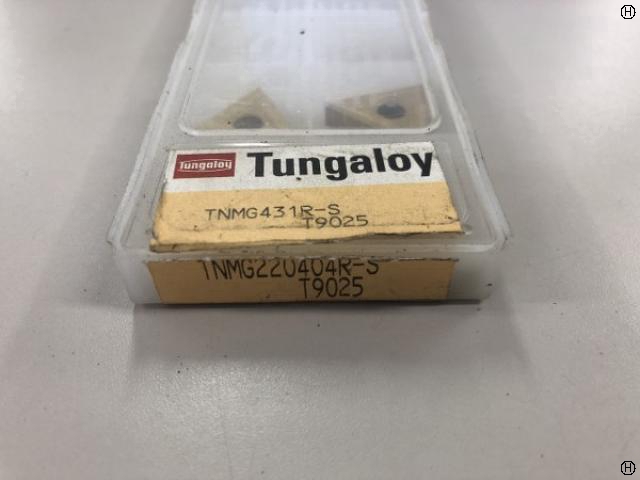 Tungaloy Tungaloy
TNMG431R-S
T9025
TNMG220404R-S
T9025
H
H